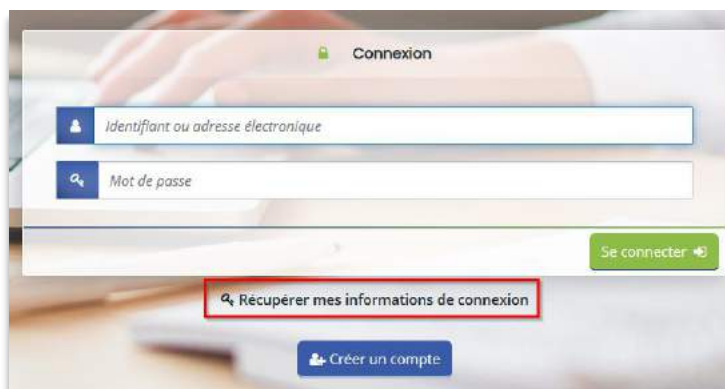 Connexion
Identifiant ou adresse électronique
Mot de passe
Se connecter
Récupérer mes informations de connexion
Créer un compte